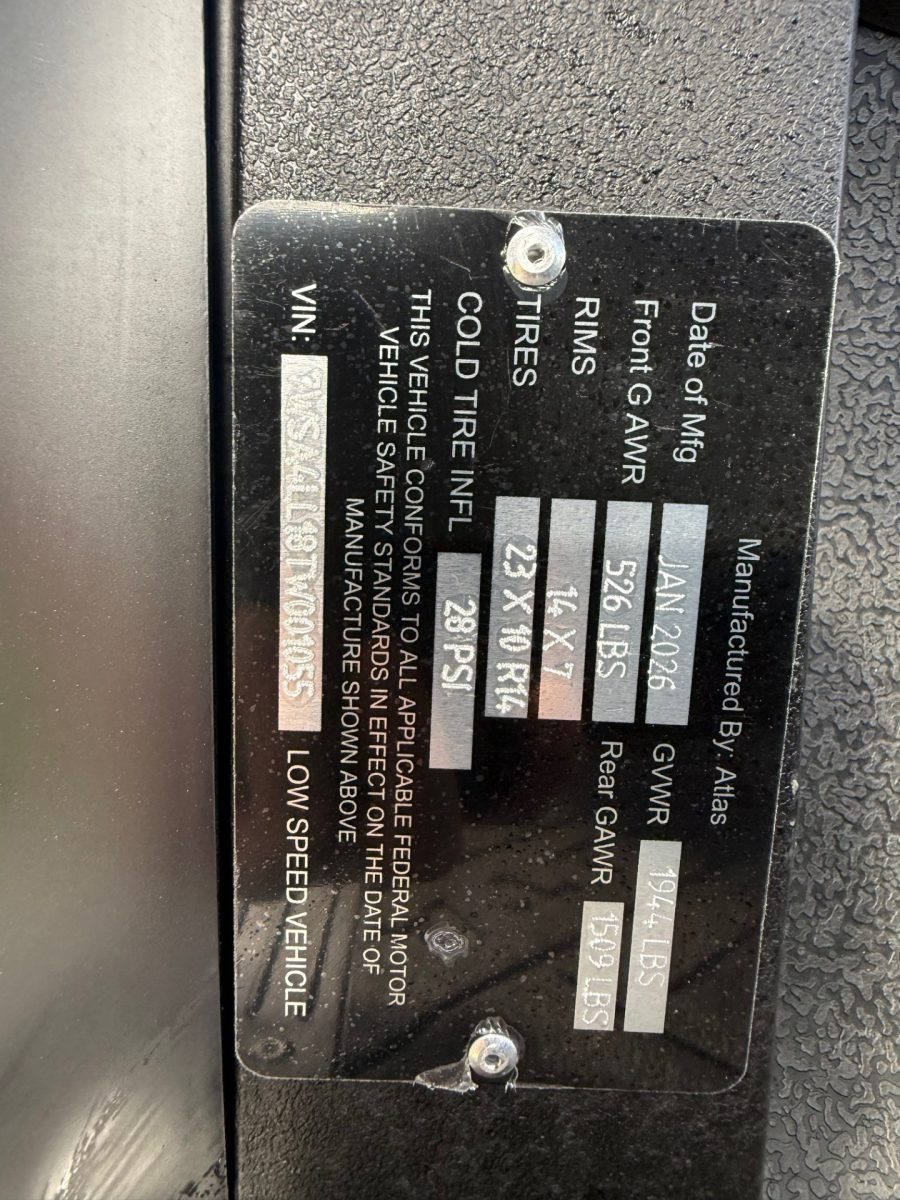 Manufactured By: Atlas
Date of Mfg JAN 2026 GVWR 1944 LBS
Front G AWR 526 LBS Rear GAWR 1509 LBS
RIMS 14 X 7
TIRES 23 X 10 R14
COLD TIRE INFL 28 PSI
THIS VEHICLE CONFORMS TO ALL APPLICABLE FEDERAL MOTOR
VEHICLE SAFETY STANDARDS IN EFFECT ON THE DATE OF
MANUFACTURE SHOWN ABOVE
VIN: LOW SPEED VEHICLE